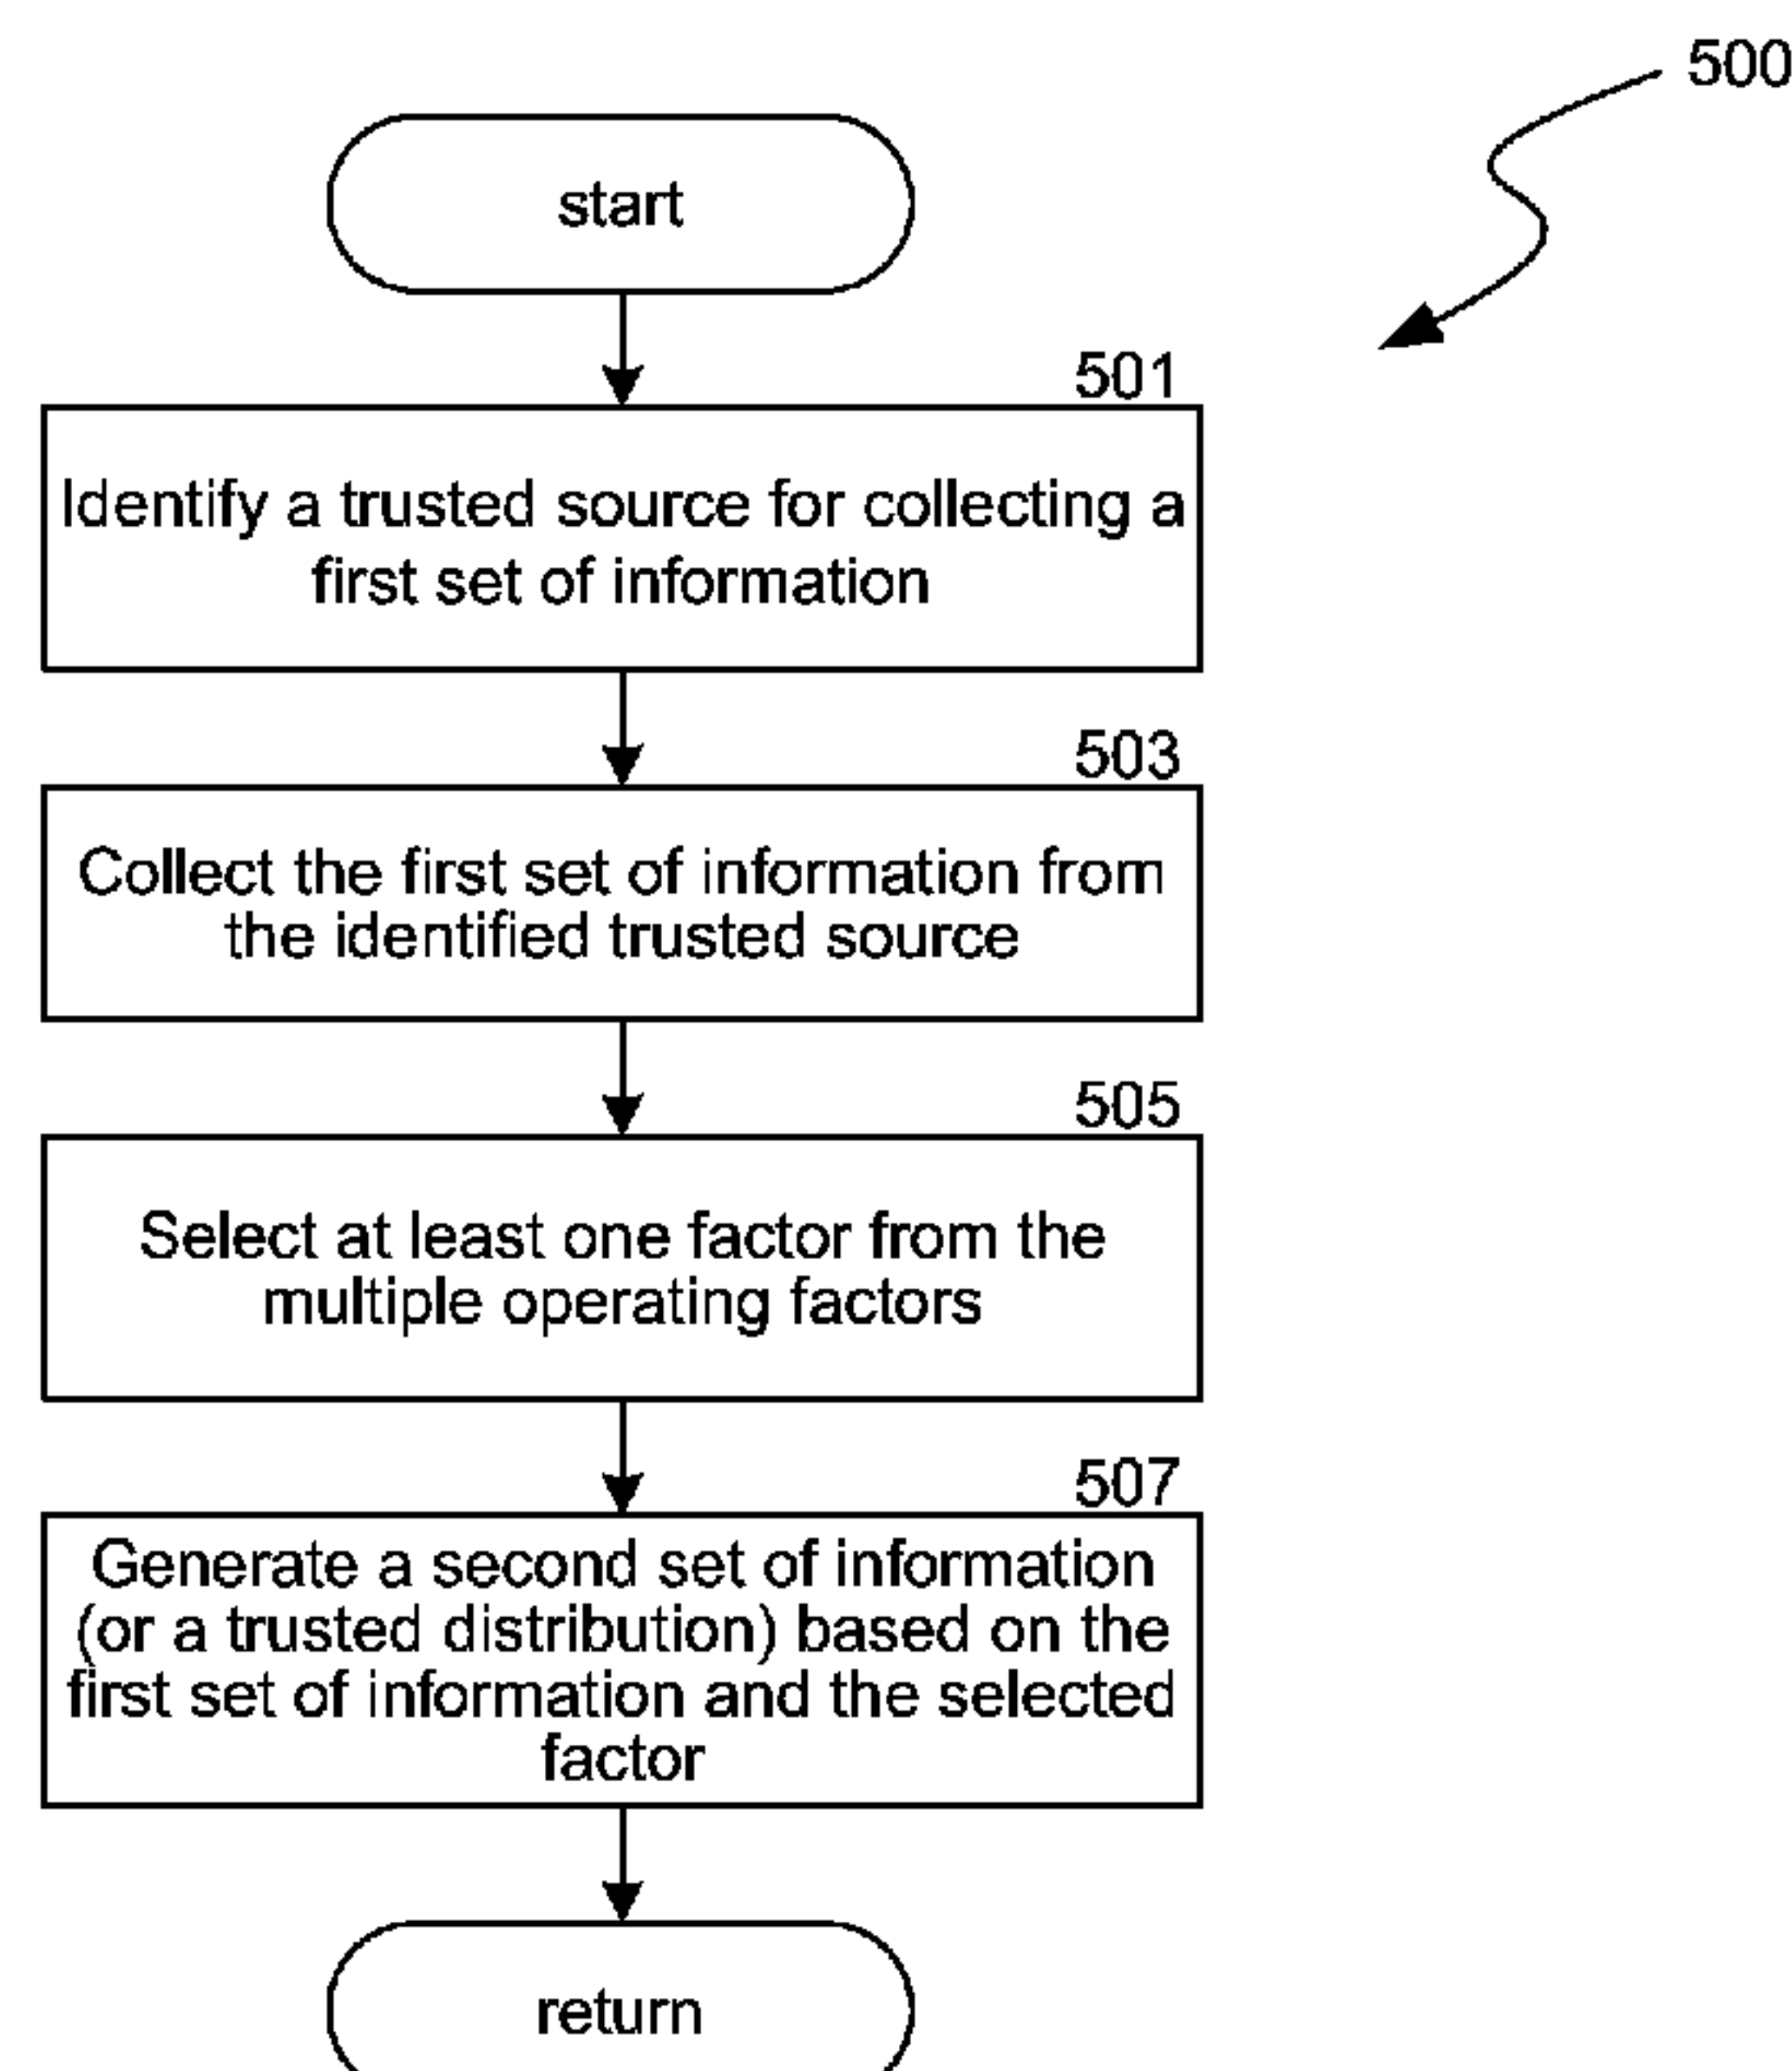 500
start
501
Identify a trusted source for collecting a
first set of information
503
Collect the first set of information from
the identified trusted source
505
Select at least one factor from the
multiple operating factors
507
Generate a second set of information
(or a trusted distribution) based on the
first set of information and the selected
factor
return